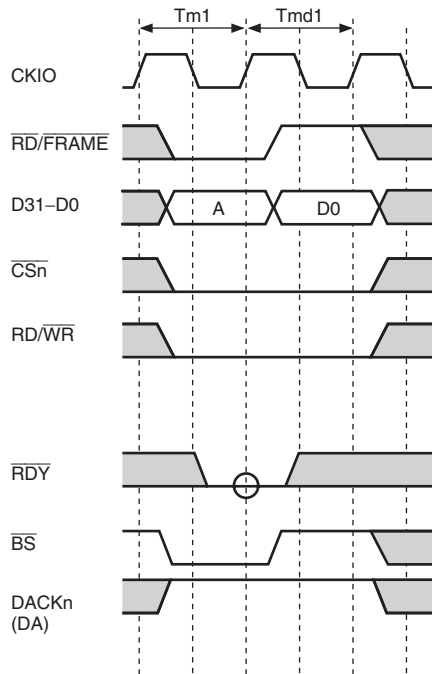 Tm1 Tmd1
CKIO
RD/FRAME
D31–D0 A D0
CSn
RD/WR
RDY
BS
DACKn
(DA)